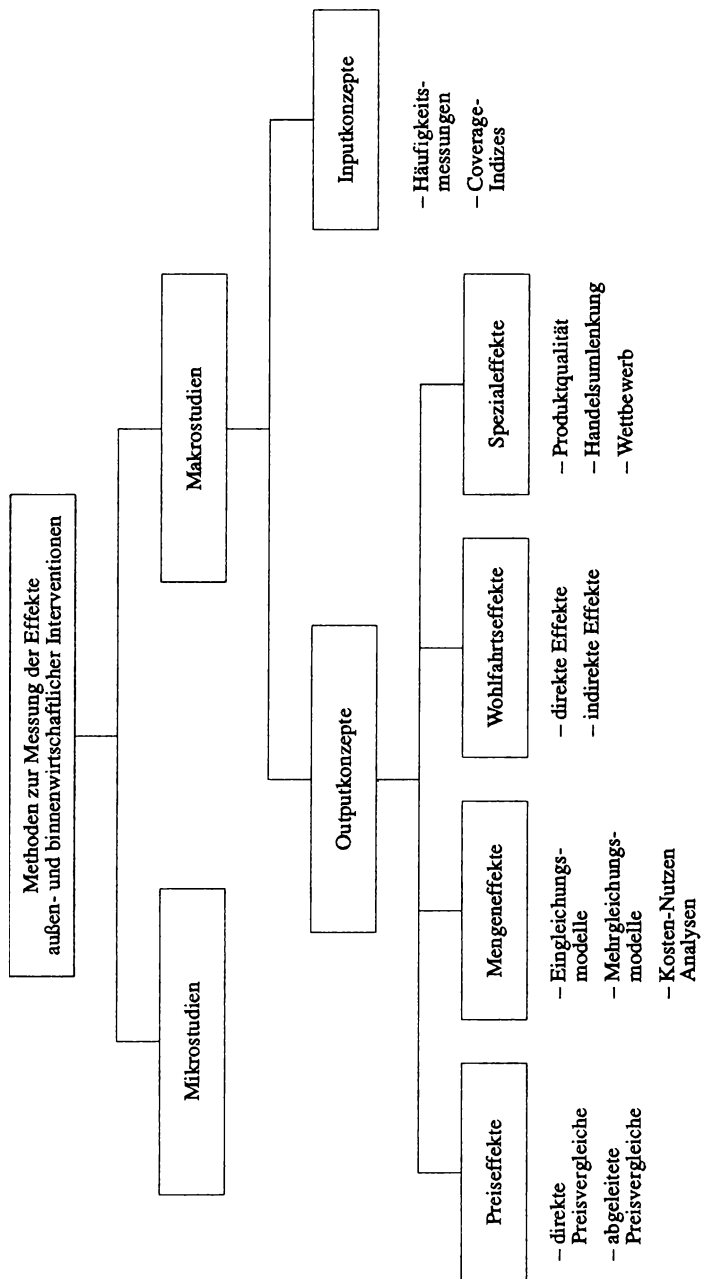 Methoden zur Messung der Effekte
außen- und binnenwirtschaftlicher Interventionen
Mikrostudien
Makrostudien
Outputkonzepte
Inputkonzepte
– Häufigkeits-
messungen
– Coverage-
Indizes
Preiseffekte
– direkte
Preisvergleiche
– abgeleitete
Preisvergleiche
Mengeneffekte
– Eingleichungs-
modelle
– Mehrgleichungs-
modelle
– Kosten-Nutzen
Analysen
Wohlfahrtseffekte
– direkte Effekte
– indirekte Effekte
Spezialeffekte
– Produktqualität
– Handelsumlenkung
– Wettbewerb